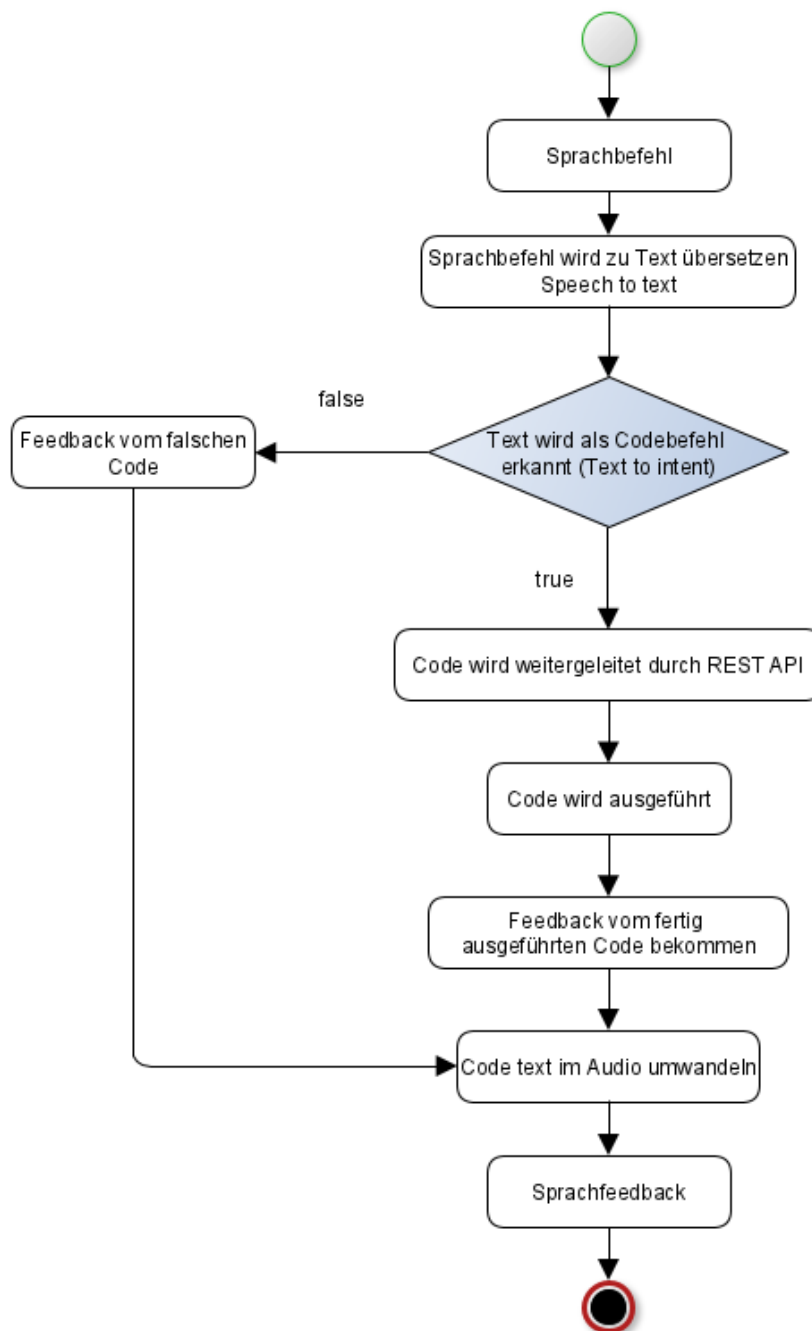 Sprachbefehl
Sprachbefehl wird zu Text übersetzen
Speech to text
false
Feedback vom falschen
Code
Text wird als Codebefehl
erkannt (Text to intent)
true
Code wird weitergeleitet durch REST API
Code wird ausgeführt
Feedback vom fertig
ausgeführten Code bekommen
Code text im Audio umwandeln
Sprachfeedback